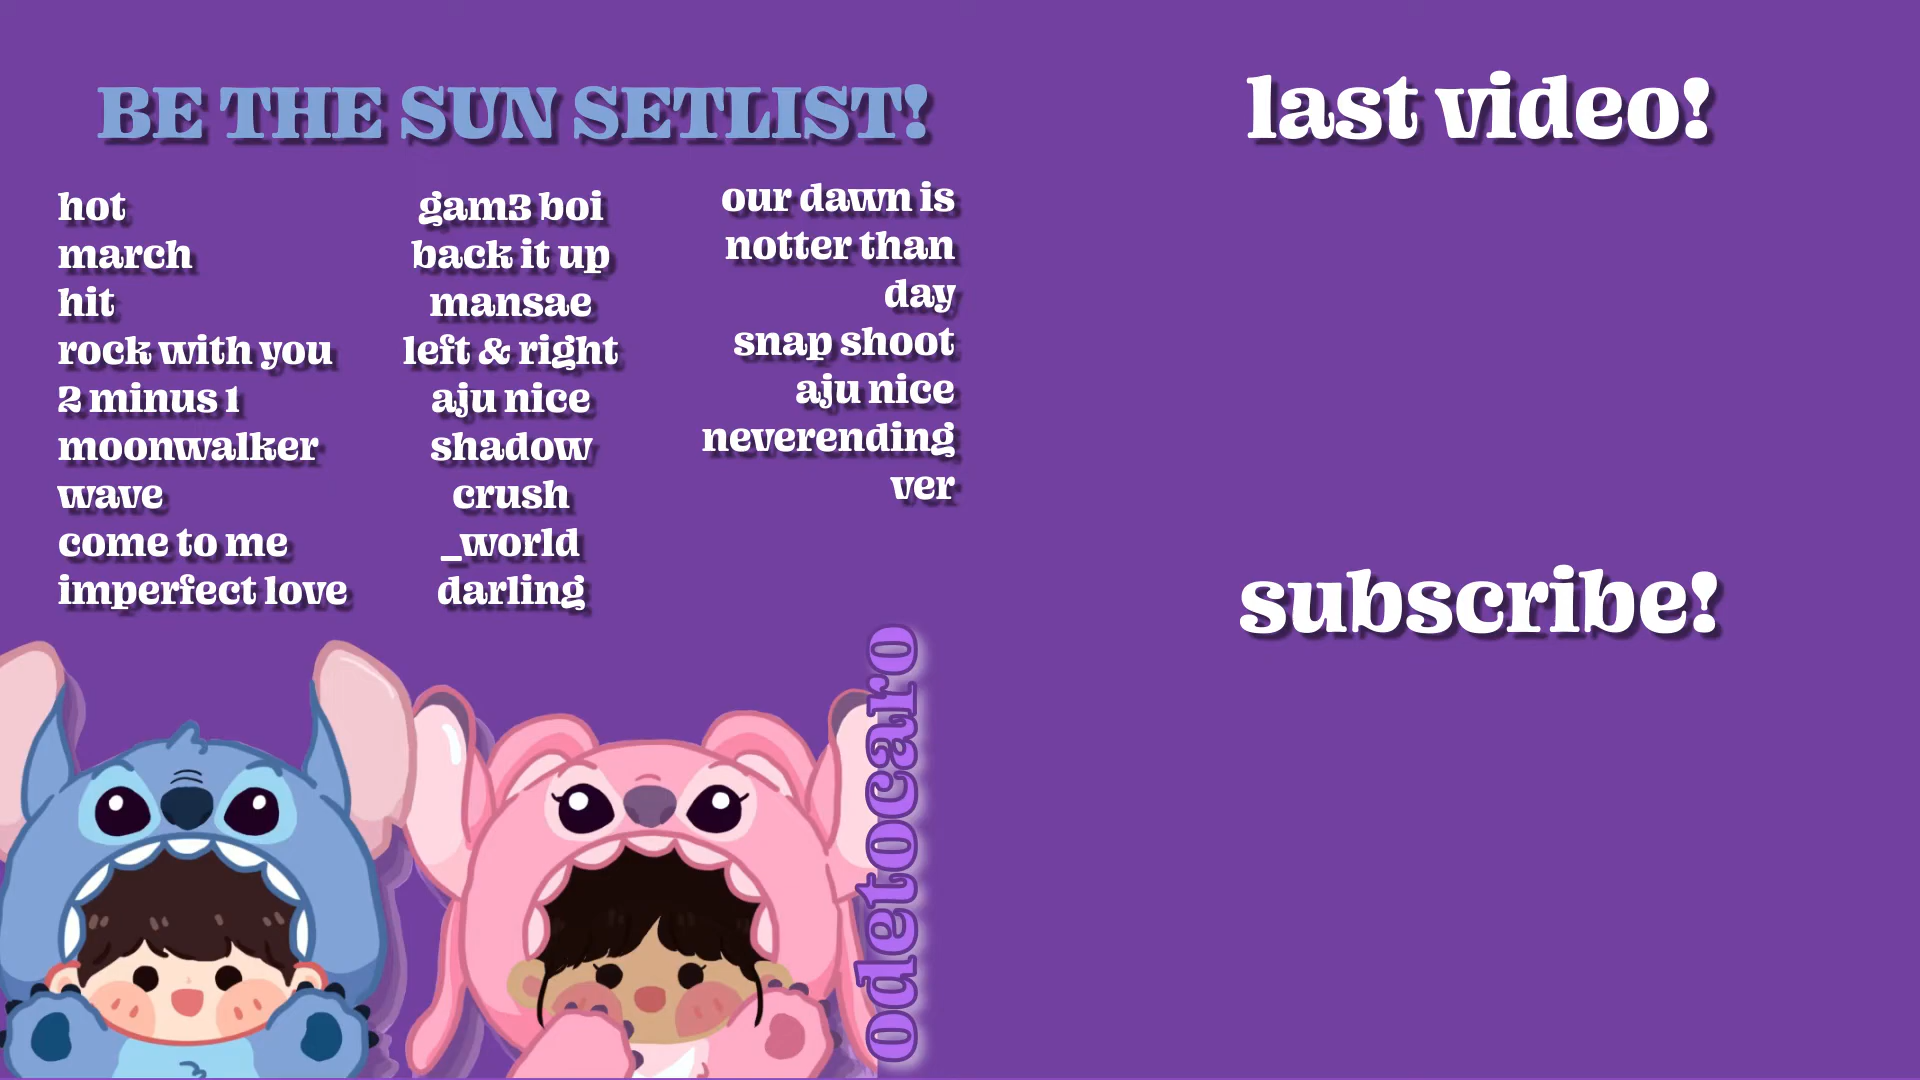 BE THE SUN SETLIST!
hot
march
hit
rock with you
2 minus 1
moonwalker
wave
come to me
imperfect love
gam3 boi
back it up
mansae
left & right
aju nice
shadow
crush
_world
darling
our dawn is
notter than
day
snap shoot
aju nice
neverending
ver
odetocaro
last video!
subscribe!